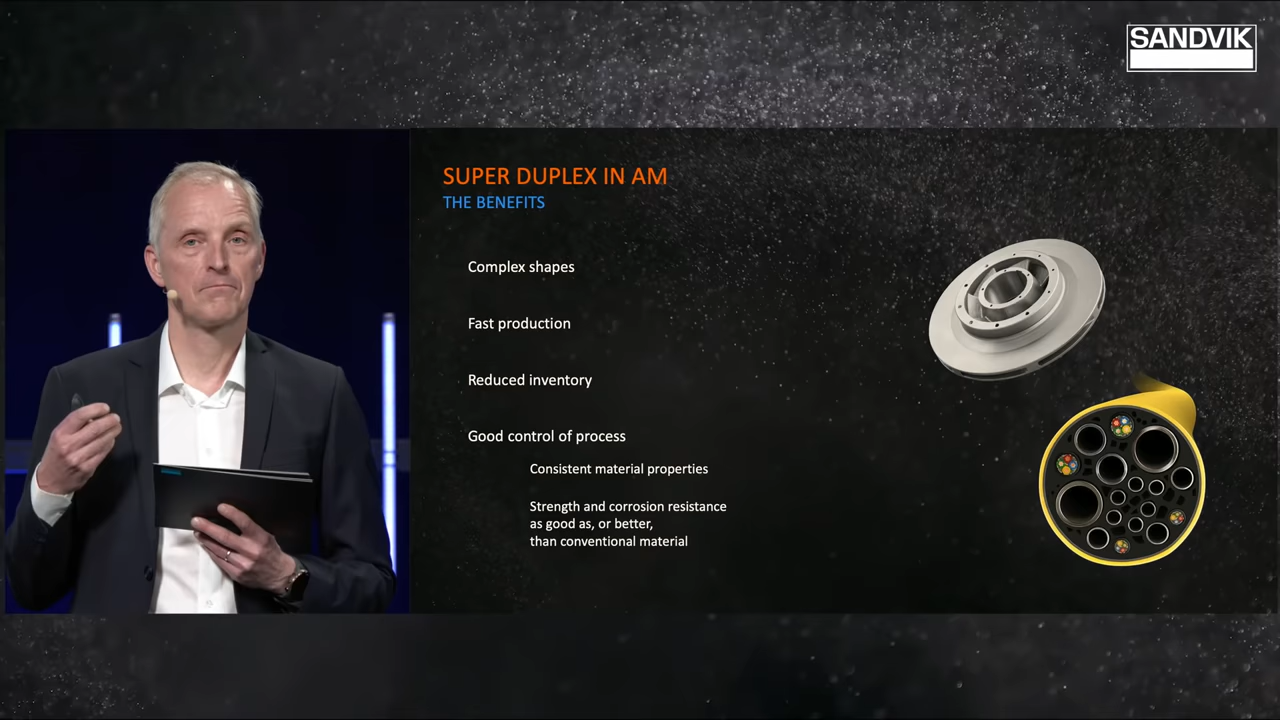 SANDVIK
SUPER DUPLEX IN AM
THE BENEFITS
Complex shapes
Fast production
Reduced inventory
Good control of process
Consistent material properties
Strength and corrosion resistance
as good as, or better,
than conventional material